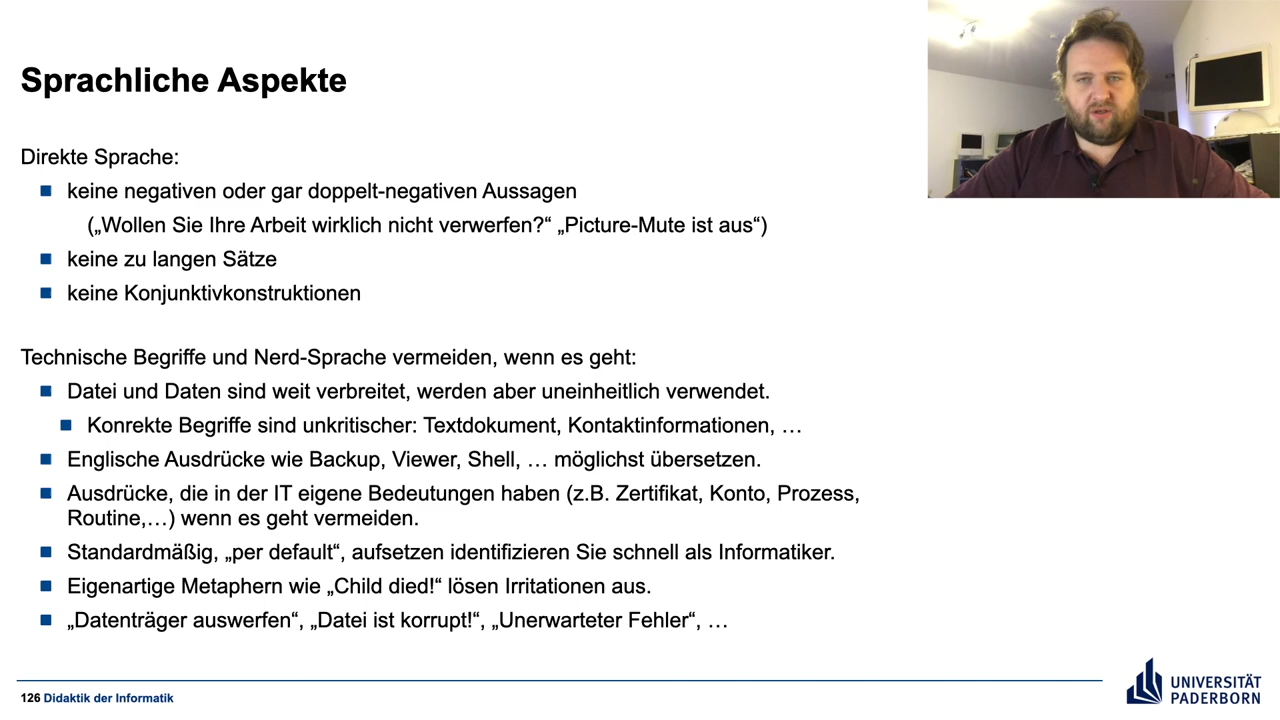 Sprachliche Aspekte
Direkte Sprache:
keine negativen oder gar doppelt-negativen Aussagen
(„Wollen Sie Ihre Arbeit wirklich nicht verwerfen?“ „Picture-Mute ist aus“)
keine zu langen Sätze
keine Konjunktivkonstruktionen
Technische Begriffe und Nerd-Sprache vermeiden, wenn es geht:
Datei und Daten sind weit verbreitet, werden aber uneinheitlich verwendet.
Konrekte Begriffe sind unkritischer: Textdokument, Kontaktinformationen, …
Englische Ausdrücke wie Backup, Viewer, Shell, … möglichst übersetzen.
Ausdrücke, die in der IT eigene Bedeutungen haben (z.B. Zertifikat, Konto, Prozess,
Routine,…) wenn es geht vermeiden.
Standardmäßig, „per default“, aufsetzen identifizieren Sie schnell als Informatiker.
Eigenartige Metaphern wie „Child died!“ lösen Irritationen aus.
„Datenträger auswerfen“, „Datei ist korrupt!“, „Unerwarteter Fehler“, …
126 Didaktik der Informatik
UNIVERSITÄT
PADERBORN